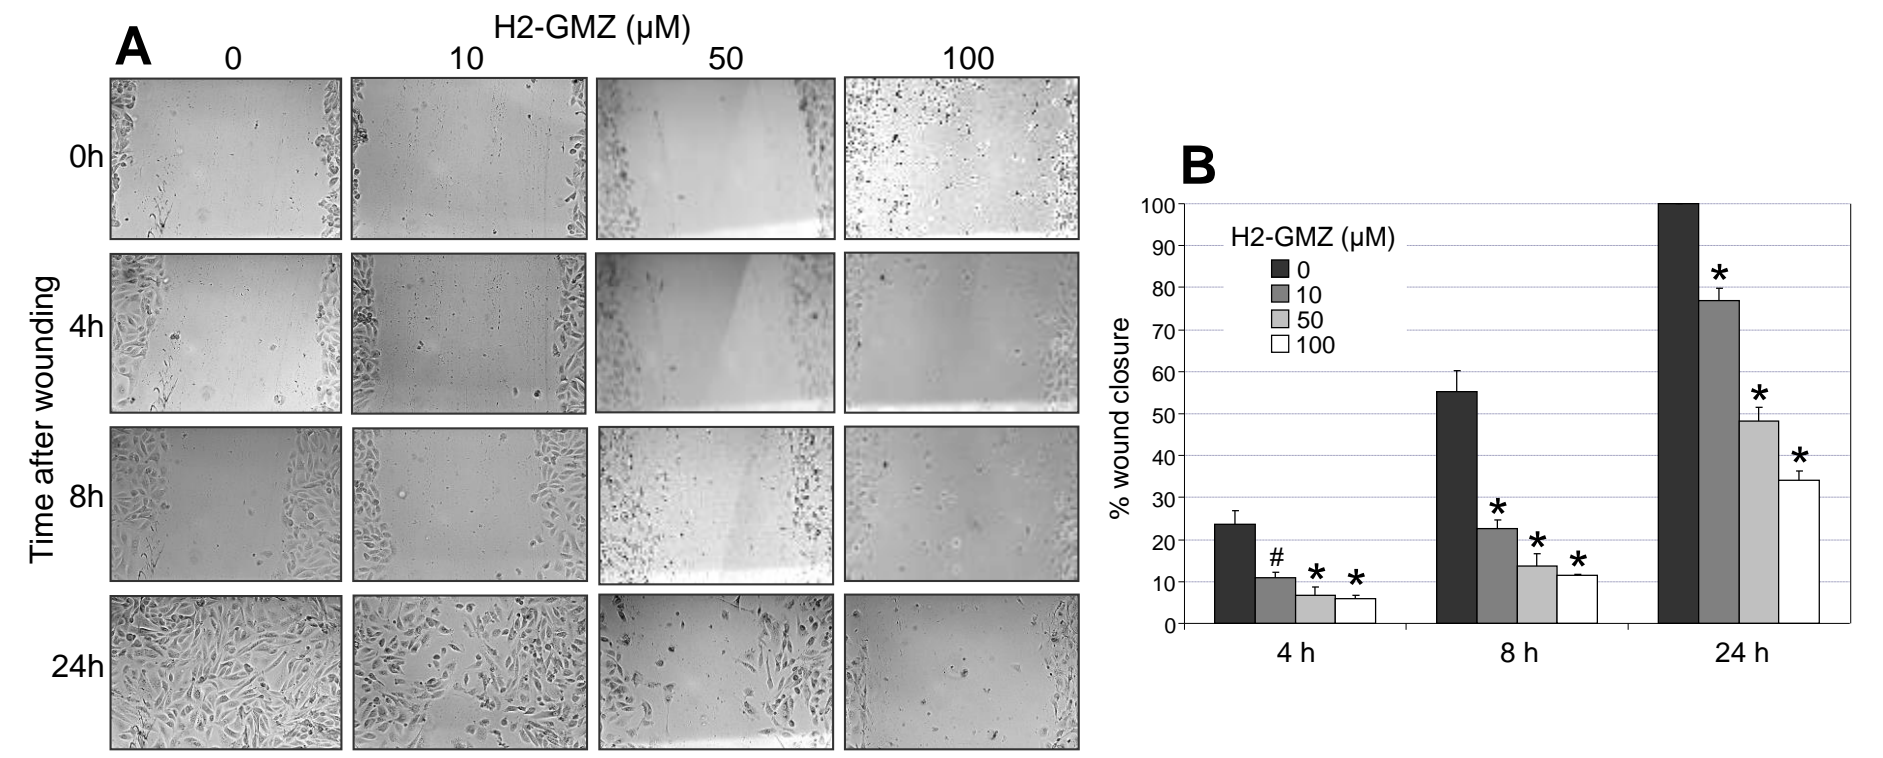 A
H2-GMZ (µM)
0 10 50 100
Time after wounding
0h
4h
8h
24h
B
% wound closure
100
90
80
70
60
50
40
30
20
10
0
H2-GMZ (µM)
0
10
50
100
# * *
* * *
* * *
4 h 8 h 24 h